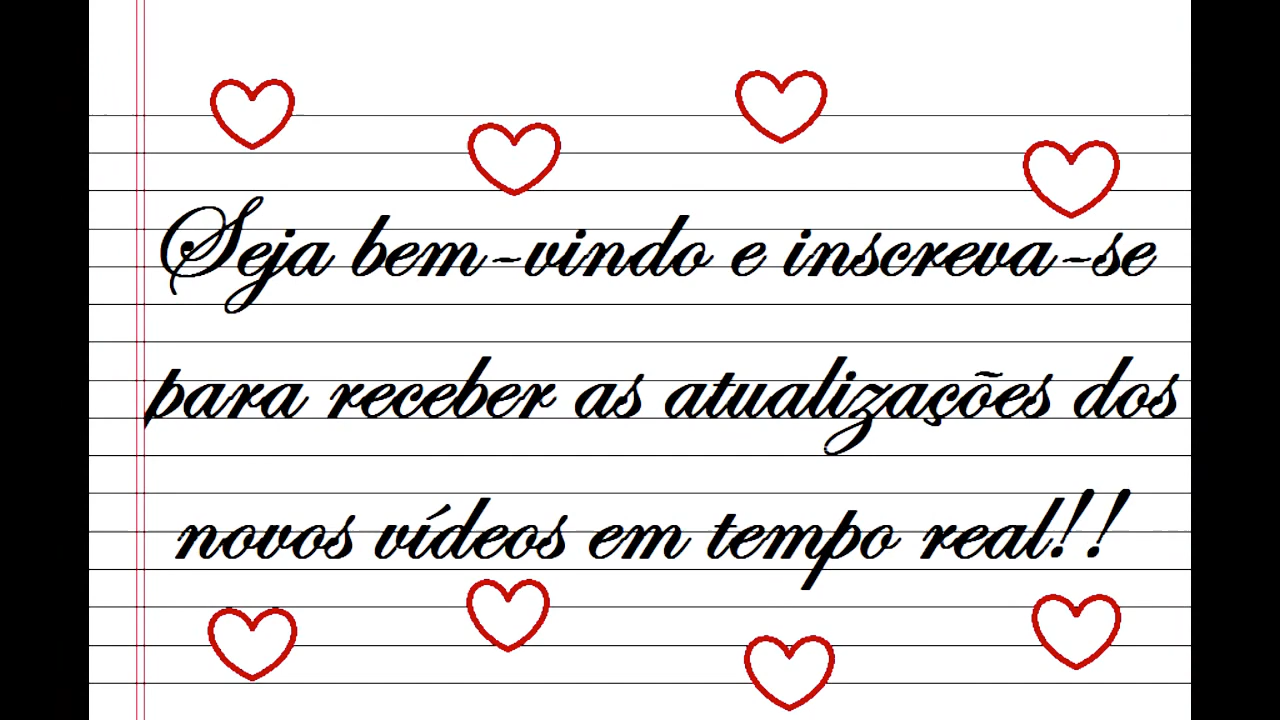 Seja bem-vindo e inscreva-se
para receber as atualizações dos
novos vídeos em tempo real!!